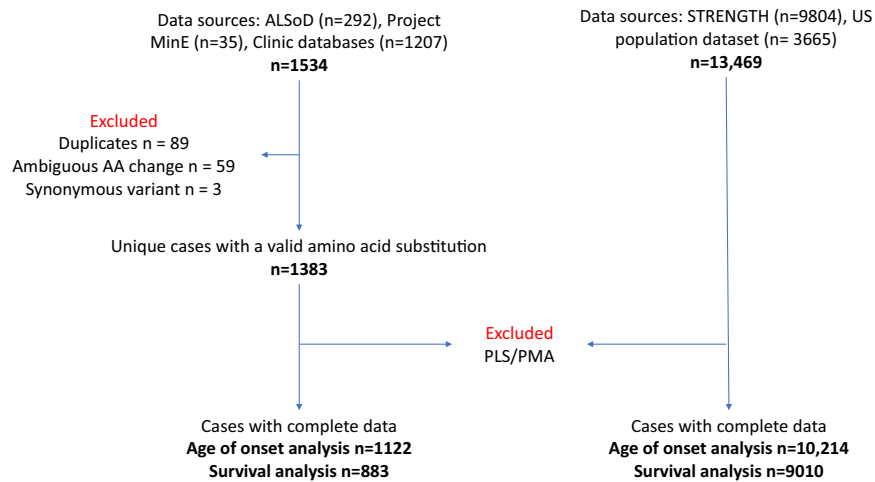 Data sources: ALSoD (n=292), Project
MinE (n=35), Clinic databases (n=1207)
n=1534
Data sources: STRENGTH (n=9804), US
population dataset (n= 3665)
n=13,469
Excluded
Duplicates n = 89
Ambiguous AA change n = 59
Synonymous variant n = 3
Unique cases with a valid amino acid substitution
n=1383
Excluded
PLS/PMA
Cases with complete data
Age of onset analysis n=1122
Survival analysis n=883
Cases with complete data
Age of onset analysis n=10,214
Survival analysis n=9010